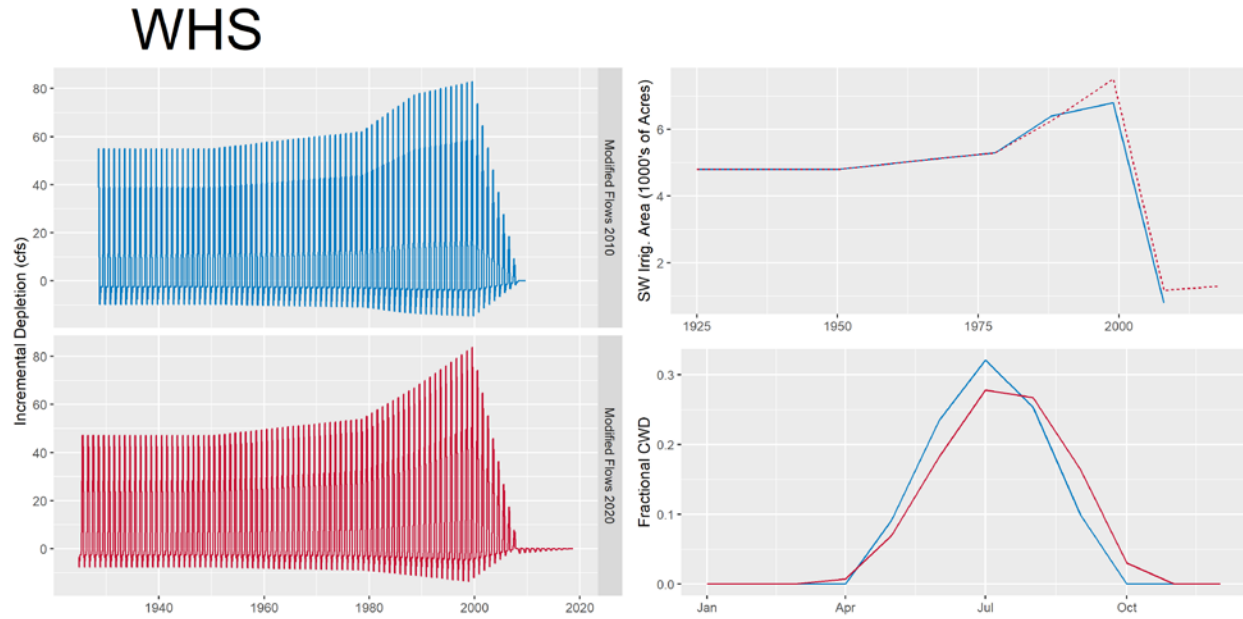 WHS
Incremental Depletion (cfs)
80
60
40
20
0
Modified Flows 2010
80
60
40
20
0
Modified Flows 2020
1940
1960
1980
2000
2020
SW Irrig. Area (1000's of Acres)
6
4
2
1925
1950
1975
2000
Fractional CWD
0.3
0.2
0.1
0.0
Jan
Apr
Jul
Oct